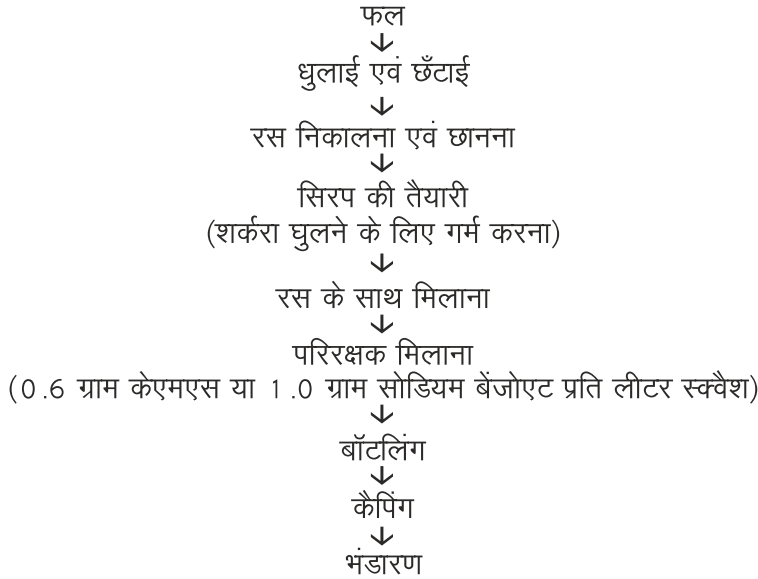 फल
धुलाई एवं छँटाई
रस निकालना एवं छानना
सिरप की तैयारी
(शर्करा घुलने के लिए गर्म करना)
रस के साथ मिलाना
परिरक्षक मिलाना
(0.6 ग्राम केएमएस या 1.0 ग्राम सोडियम बेंजोएट प्रति लीटर स्क्वैश)
बॉटलिंग
कैपिंग
भंडारण